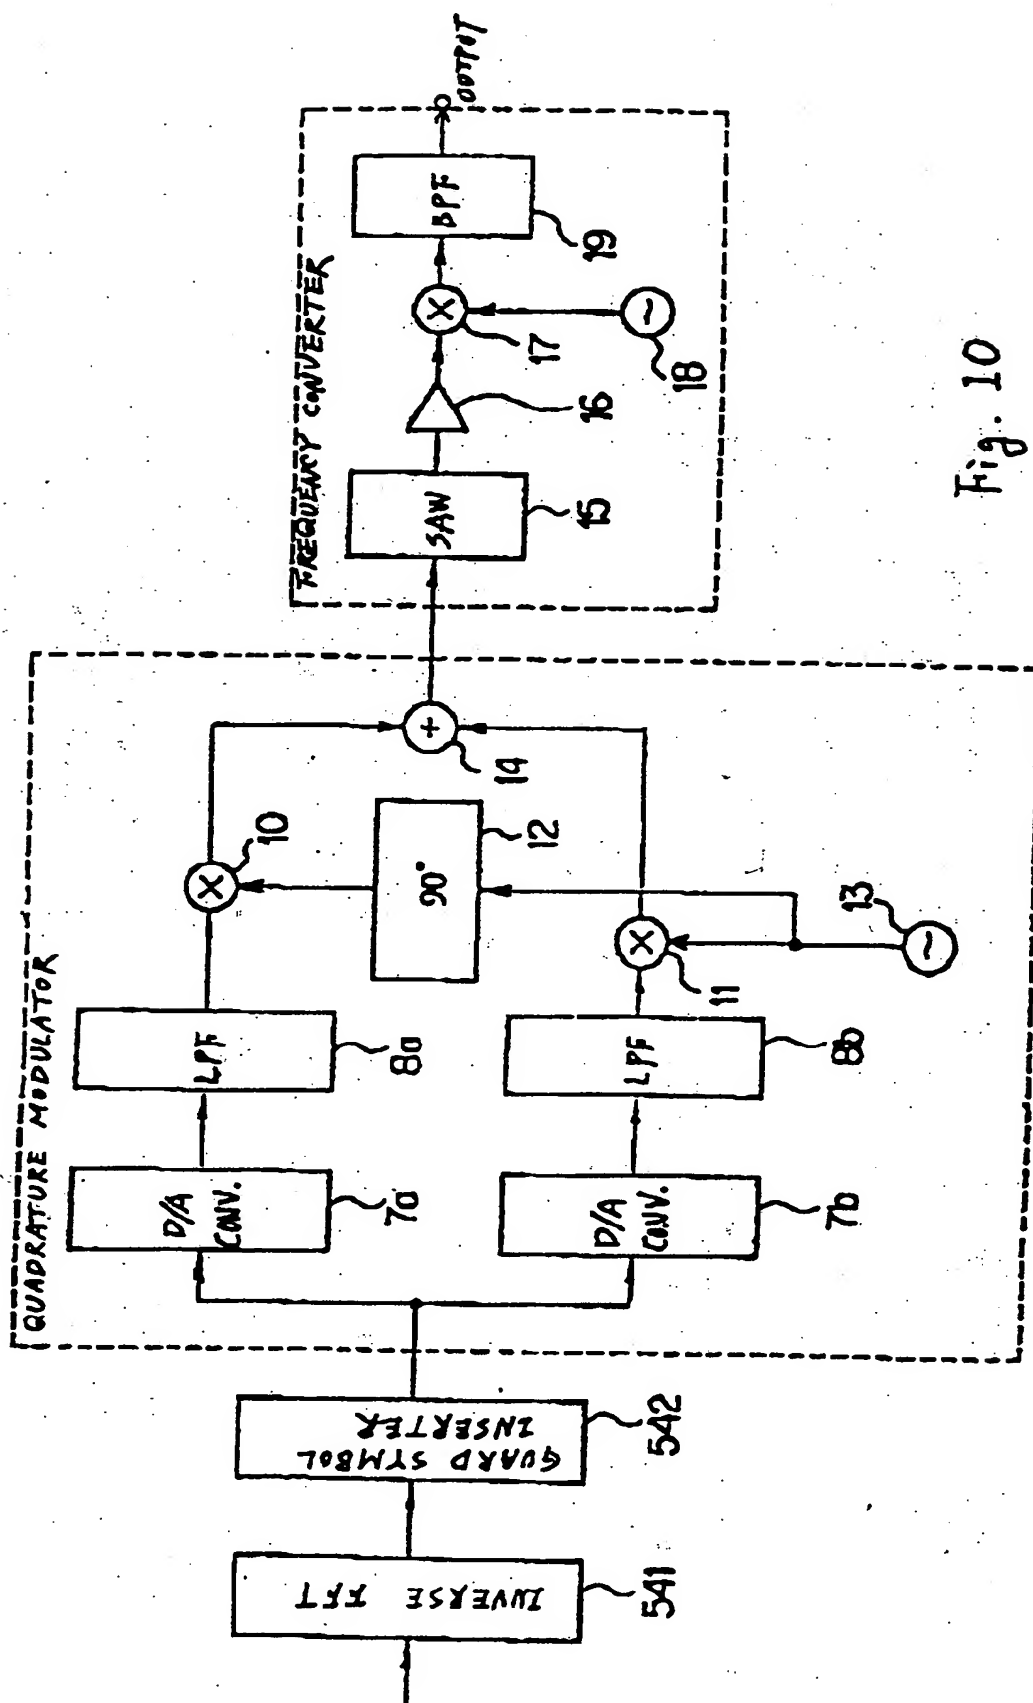 INVERSE FFT
541
GUARD SYMBOL
INSERTER
542
QUADRATURE MODULATOR
D/A
CONV.
7a
LPF
8a
10
90°
12
D/A
CONV.
7b
LPF
8b
11
13
+
14
FREQUENCY CONVERTER
SAW
15
16
17
18
BPF
19
OUTPUT
Fig. 10